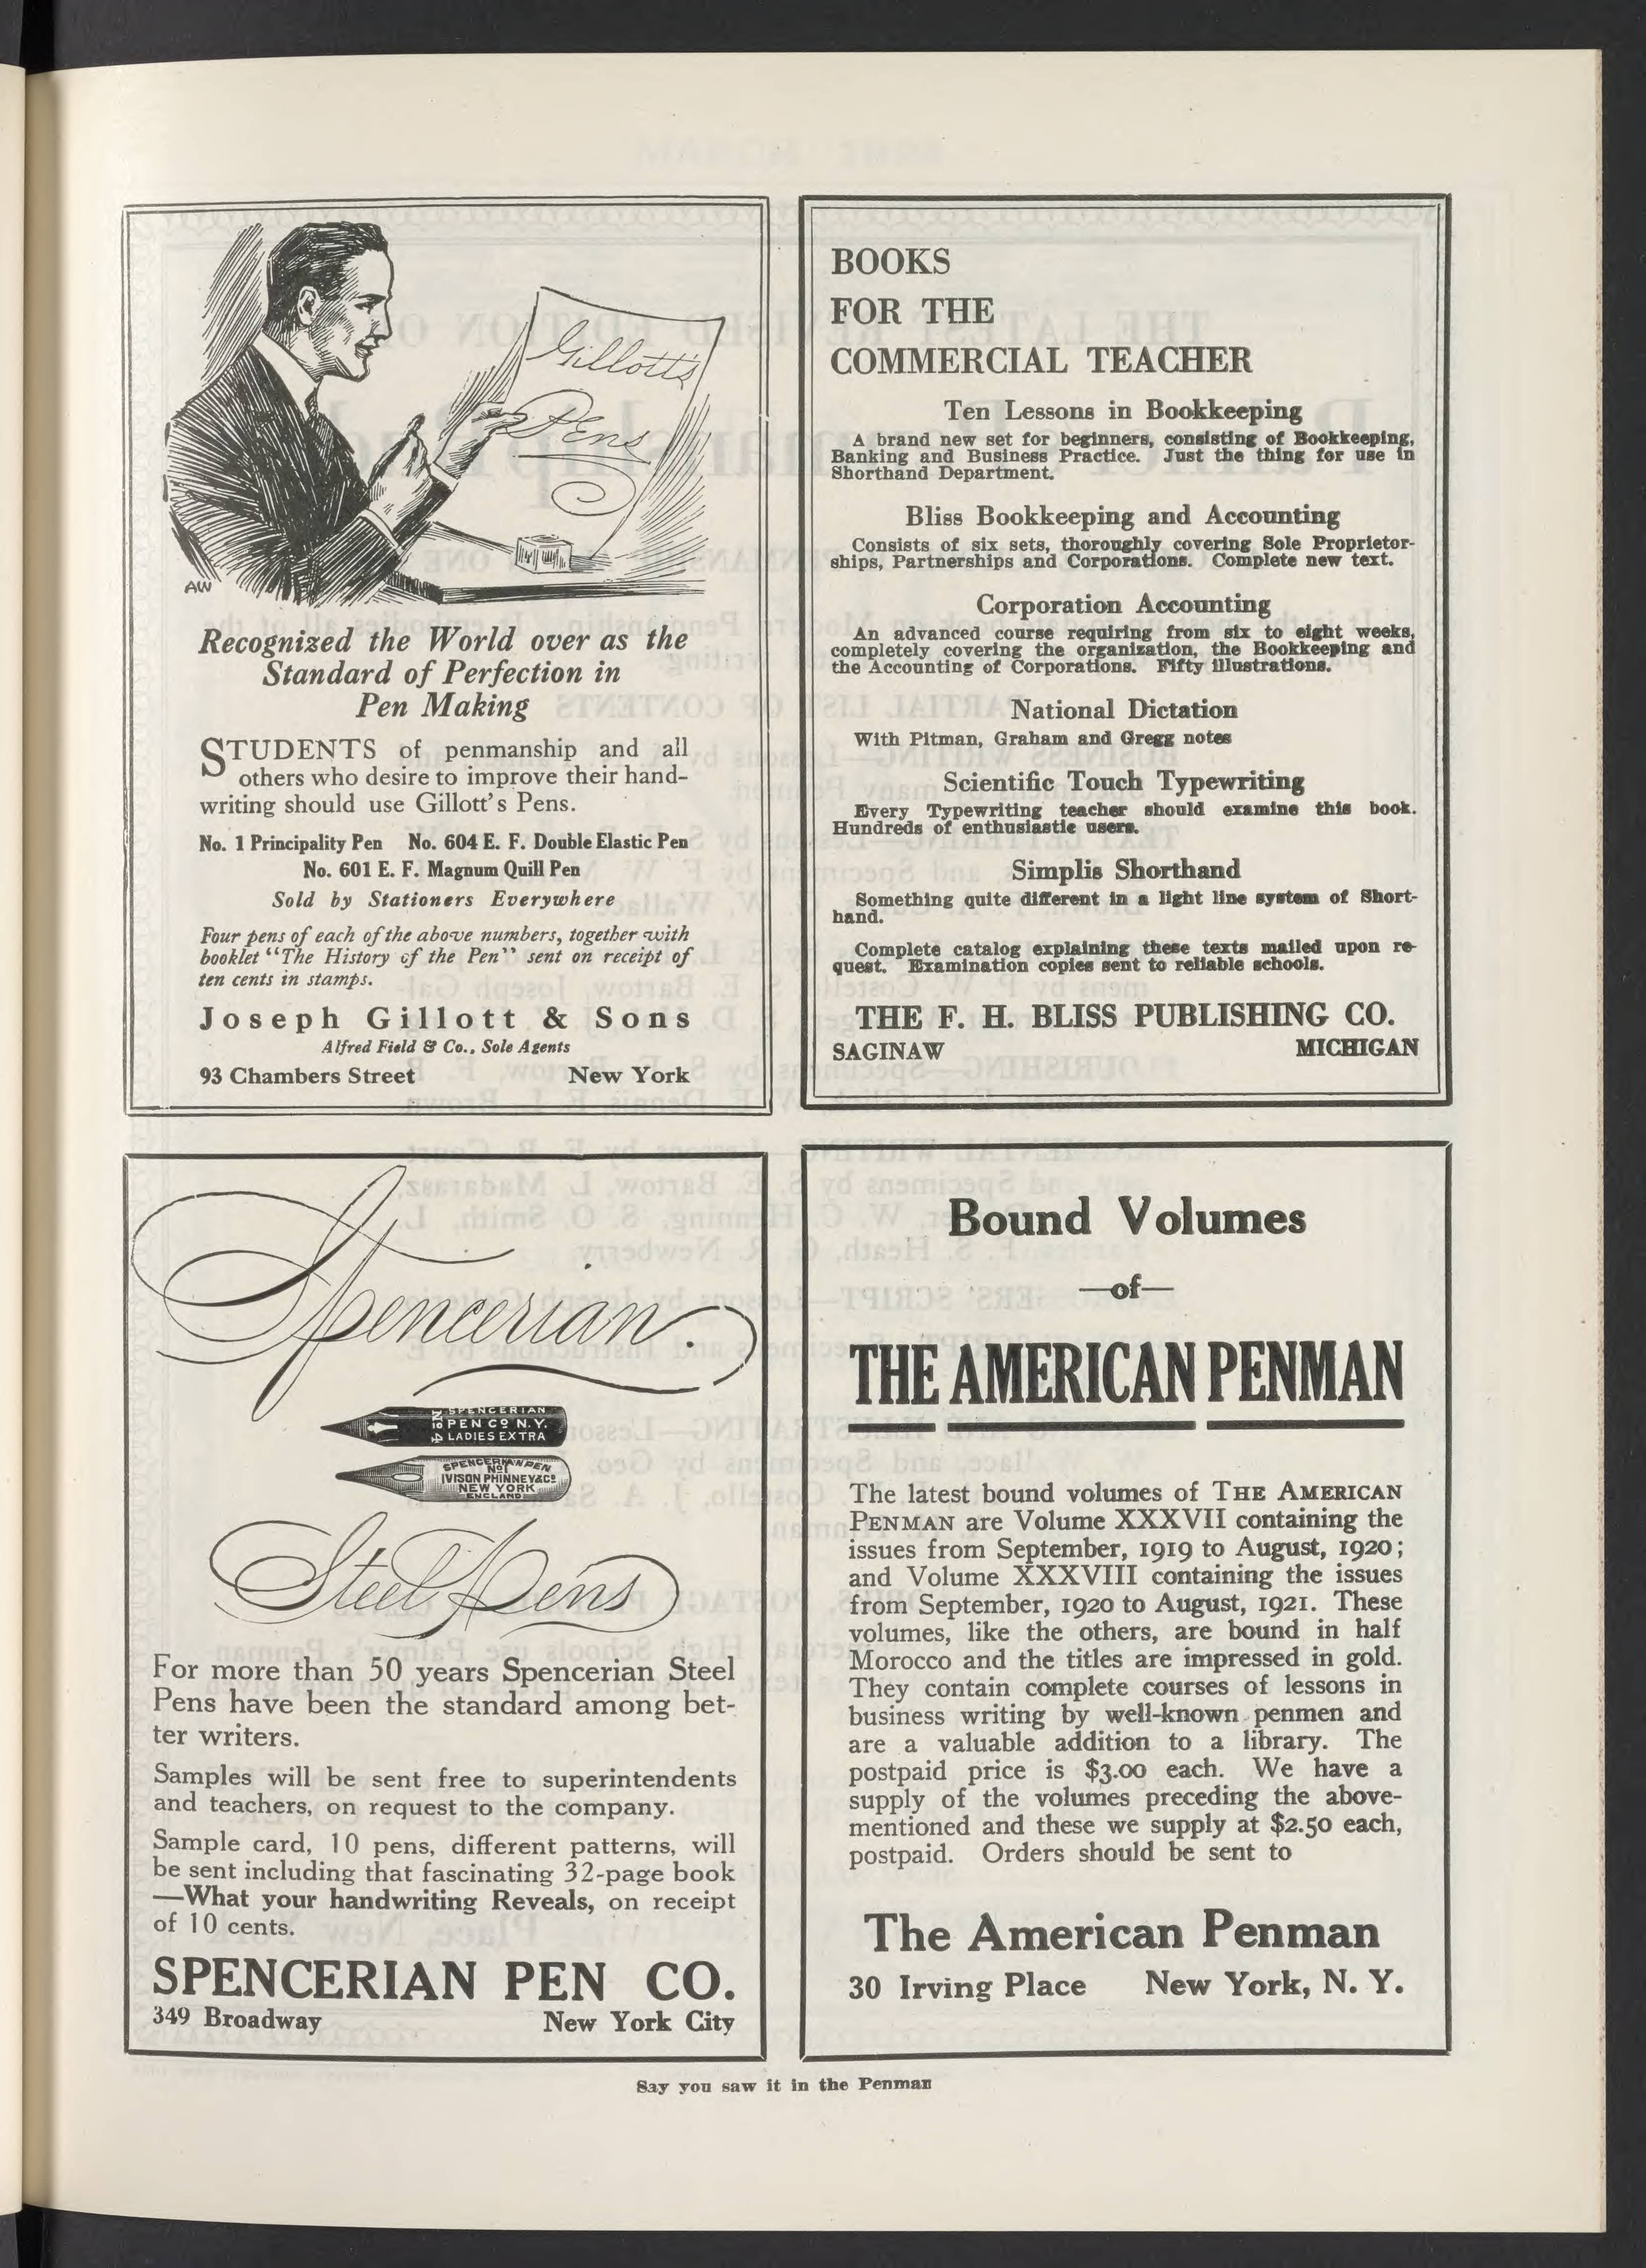 Gillott's
Pens
AW
Recognized the World over as the
Standard of Perfection in
Pen Making
STUDENTS of penmanship and all
others who desire to improve their hand-
writing should use Gillott's Pens.
No. 1 Principality Pen No. 604 E. F. Double Elastic Pen
No. 601 E. F. Magnum Quill Pen
Sold by Stationers Everywhere
Four pens of each of the above numbers, together with
booklet "The History of the Pen" sent on receipt of
ten cents in stamps.
Joseph Gillott & Sons
Alfred Field & Co., Sole Agents
93 Chambers Street New York
BOOKS
FOR THE
COMMERCIAL TEACHER
Ten Lessons in Bookkeeping
A brand new set for beginners, consisting of Bookkeeping,
Banking and Business Practice. Just the thing for use in
Shorthand Department.
Bliss Bookkeeping and Accounting
Consists of six sets, thoroughly covering Sole Proprietor-
ships, Partnerships and Corporations. Complete new text.
Corporation Accounting
An advanced course requiring from six to eight weeks,
completely covering the organization, the Bookkeeping and
the Accounting of Corporations. Fifty illustrations.
National Dictation
With Pitman, Graham and Gregg notes
Scientific Touch Typewriting
Every Typewriting teacher should examine this book.
Hundreds of enthusiastic users.
Simplis Shorthand
Something quite different in a light line system of Short-
hand.
Complete catalog explaining these texts mailed upon re-
quest. Examination copies sent to reliable schools.
THE F. H. BLISS PUBLISHING CO.
SAGINAW MICHIGAN
Spencerian
SPENCERIAN
PEN CO N.Y.
LADIES EXTRA
SPENCERIAN PEN
No 1
IVISON PHINNEY & Co
NEW YORK
ENGLAND
Steel Pens
For more than 50 years Spencerian Steel
Pens have been the standard among bet-
ter writers.
Samples will be sent free to superintendents
and teachers, on request to the company.
Sample card, 10 pens, different patterns, will
be sent including that fascinating 32-page book
—What your handwriting Reveals, on receipt
of 10 cents.
SPENCERIAN PEN CO.
349 Broadway New York City
Bound Volumes
—of—
THE AMERICAN PENMAN
The latest bound volumes of THE AMERICAN
PENMAN are Volume XXXVII containing the
issues from September, 1919 to August, 1920;
and Volume XXXVIII containing the issues
from September, 1920 to August, 1921. These
volumes, like the others, are bound in half
Morocco and the titles are impressed in gold.
They contain complete courses of lessons in
business writing by well-known penmen and
are a valuable addition to a library. The
postpaid price is $3.00 each. We have a
supply of the volumes preceding the above-
mentioned and these we supply at $2.50 each,
postpaid. Orders should be sent to
The American Penman
30 Irving Place New York, N. Y.
Say you saw it in the Penman